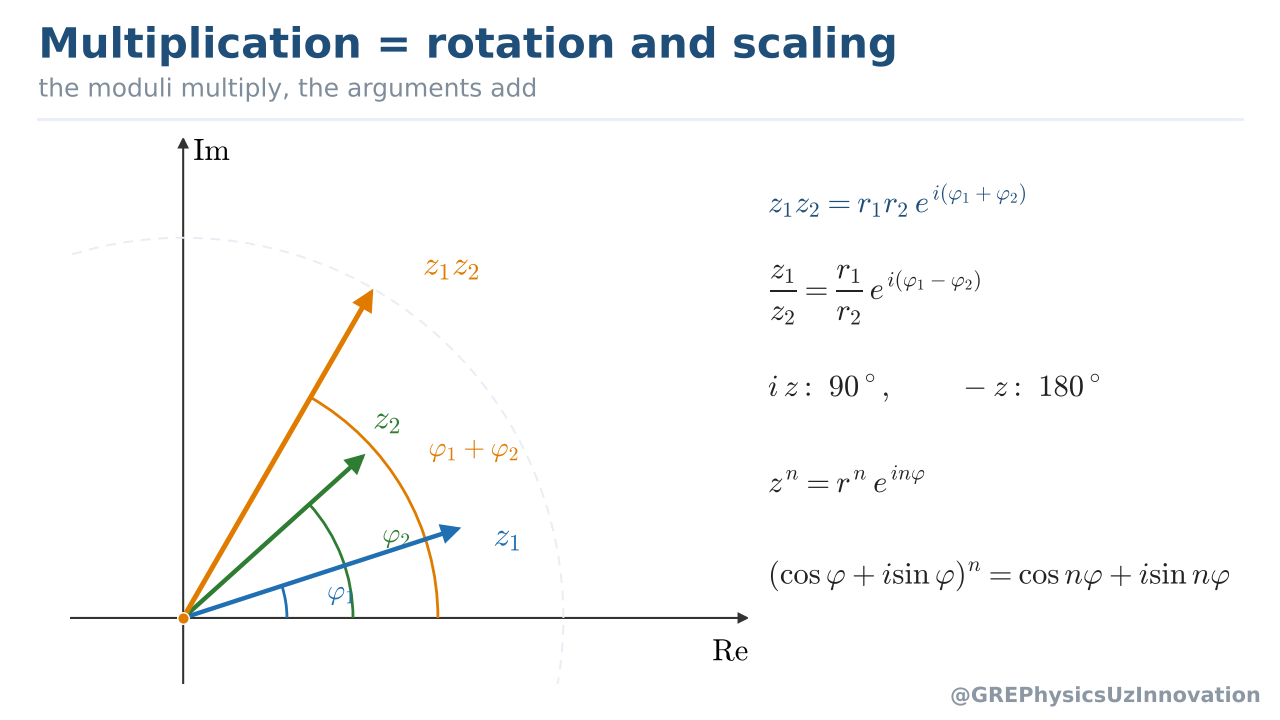 Multiplication = rotation and scaling
the moduli multiply, the arguments add
Im
z₁z₂ = r₁r₂ e^{i(φ₁ + φ₂)}
z₁z₂
z₁/z₂ = r₁/r₂ e^{i(φ₁ − φ₂)}
i z : 90°, − z : 180°
z₂
φ₁ + φ₂
zⁿ = rⁿ e^{inφ}
φ₂
z₁
φ₁
(cos φ + i sin φ)ⁿ = cos nφ + i sin nφ
Re
@GREPhysicsUzInnovation